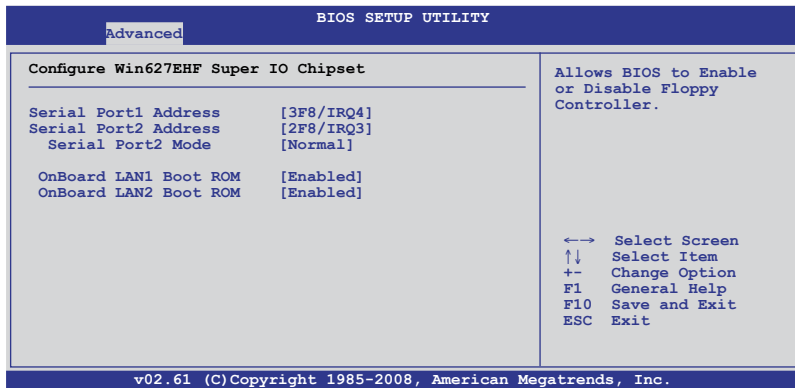 BIOS SETUP UTILITY
Advanced
Configure Win627EHF Super IO Chipset
Serial Port1 Address [3F8/IRQ4]
Serial Port2 Address [2F8/IRQ3]
Serial Port2 Mode [Normal]
OnBoard LAN1 Boot ROM [Enabled]
OnBoard LAN2 Boot ROM [Enabled]
Allows BIOS to Enable
or Disable Floppy
Controller.
←→ Select Screen
↑↓ Select Item
+- Change Option
F1 General Help
F10 Save and Exit
ESC Exit
v02.61 (C)Copyright 1985-2008, American Megatrends, Inc.